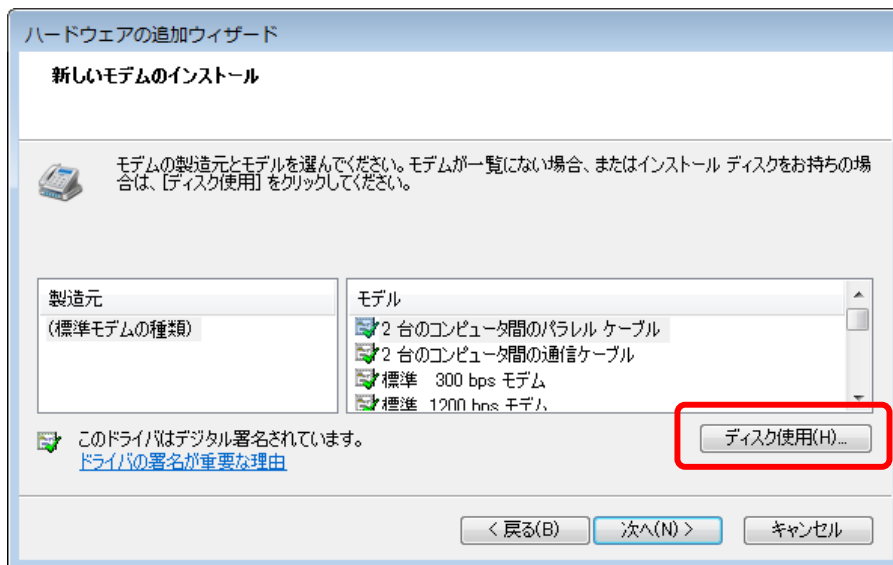 ハードウェアの追加ウィザード
新しいモデムのインストール
モデムの製造元とモデルを選んでください。モデムが一覧にない場合、またはインストール ディスクをお持ちの場
合は、[ディスク使用] をクリックしてください。
製造元
(標準モデムの種類)
モデル
2 台のコンピュータ間のパラレル ケーブル
2 台のコンピュータ間の通信ケーブル
標準 300 bps モデム
標準 1200 bps モデム
このドライバはデジタル署名されています。
ドライバの署名が重要な理由
ディスク使用(H)...
< 戻る(B)
次へ(N) >
キャンセル